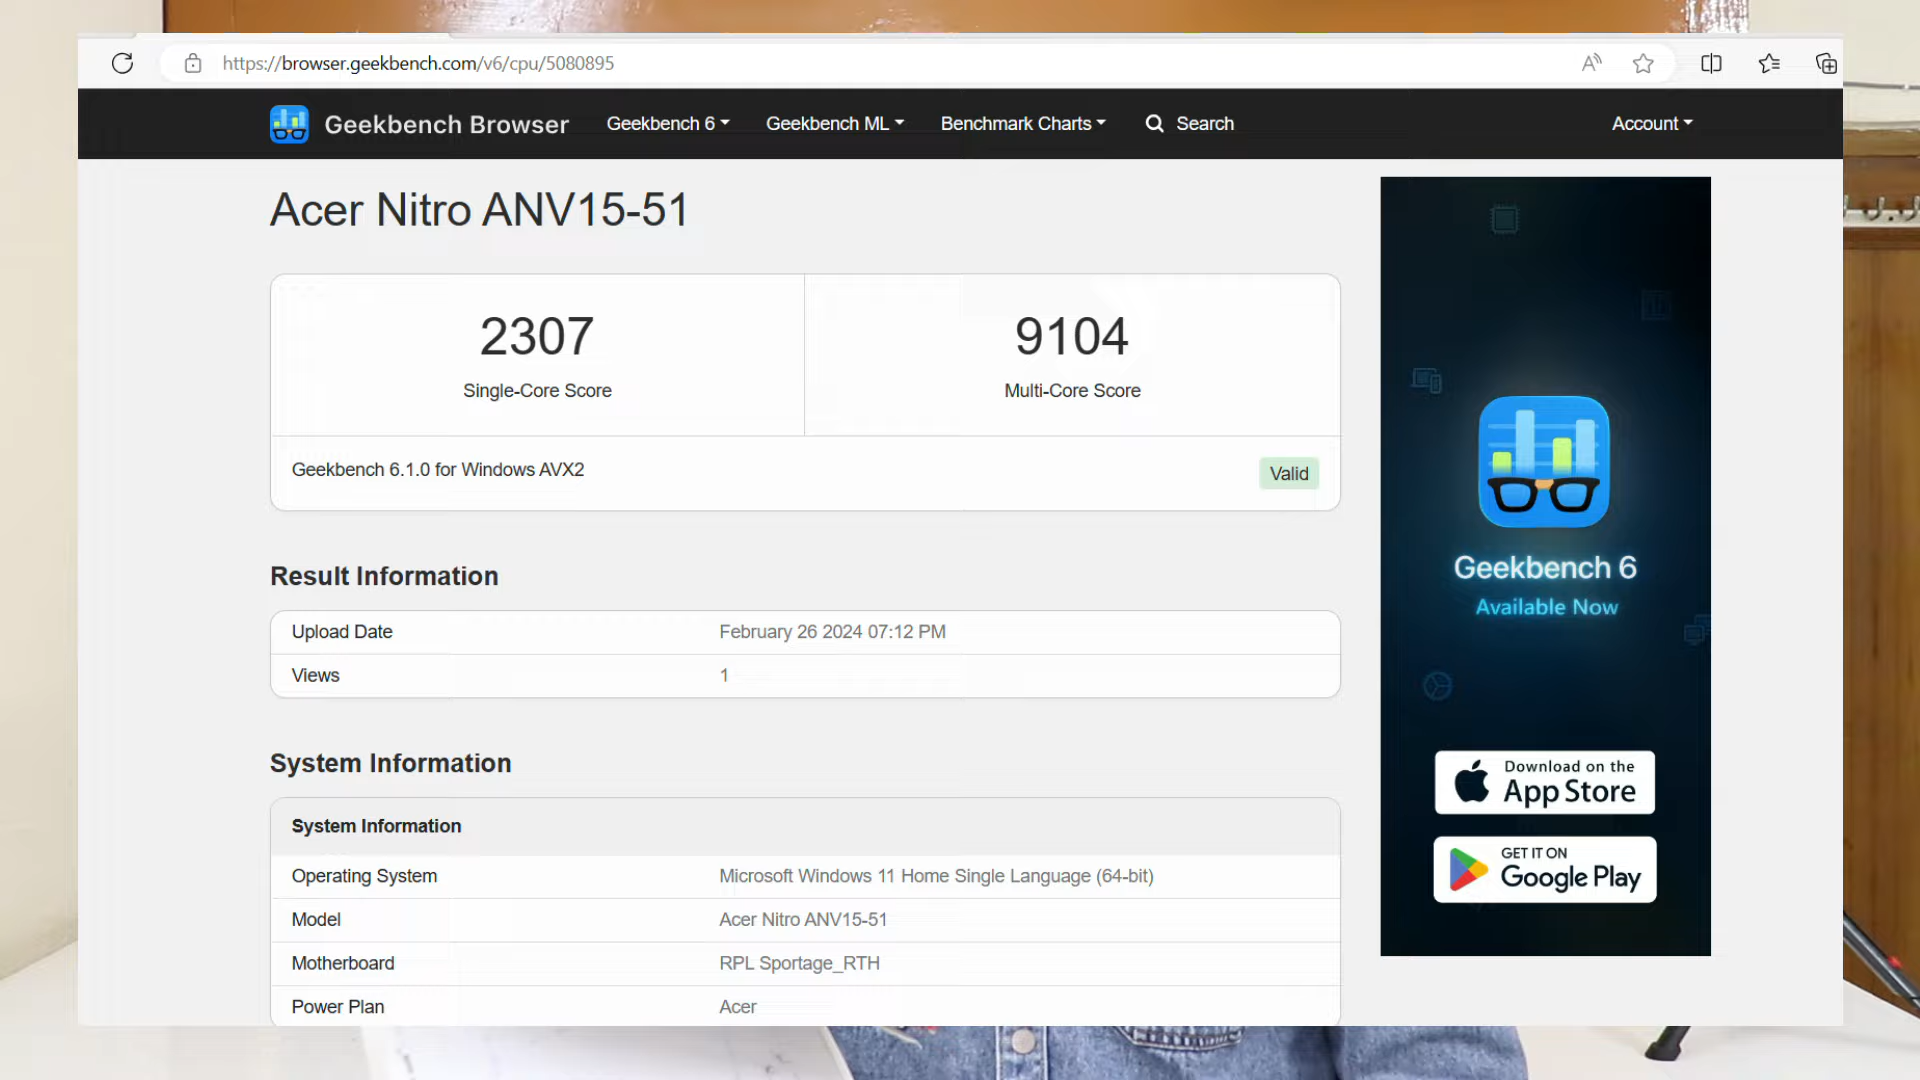 https://browser.geekbench.com/v6/cpu/5080895
Geekbench Browser
Geekbench 6
Geekbench ML
Benchmark Charts
Search
Account
Acer Nitro ANV15-51
2307
Single-Core Score
9104
Multi-Core Score
Geekbench 6.1.0 for Windows AVX2
Valid
Result Information
Upload Date
February 26 2024 07:12 PM
Views
1
System Information
System Information
Operating System
Microsoft Windows 11 Home Single Language (64-bit)
Model
Acer Nitro ANV15-51
Motherboard
RPL Sportage_RTH
Power Plan
Acer
Geekbench 6
Available Now
Download on the
App Store
GET IT ON
Google Play